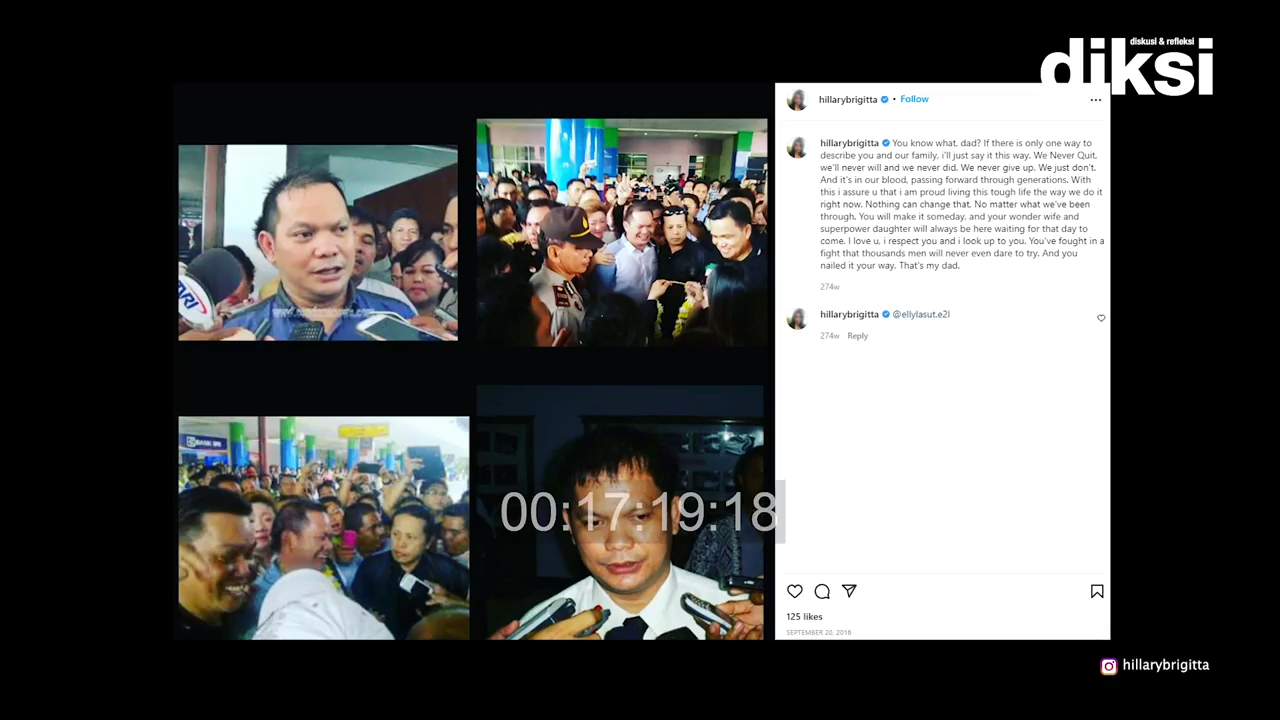 diskusi & refleksi
diksi
hillarybrigitta • Follow
hillarybrigitta You know what, dad? If there is only one way to
describe you and our family, i'll just say it this way. We Never Quit,
we'll never will and we never did. We never give up. We just don't.
And it's in our blood, passing forward through generations. With
this i assure u that i am proud living this tough life the way we do it
right now. Nothing can change that. No matter what we've been
through. You will make it someday, and your wonder wife and
superpower daughter will always be here waiting for that day to
come. I love u, i respect you and i look up to you. You've fought in a
fight that thousands men will never even dare to try. And you
nailed it your way. That's my dad.
274w
hillarybrigitta @ellylasut.e2l
274w Reply
00:17:19:18
125 likes
SEPTEMBER 20, 2016
hillarybrigitta